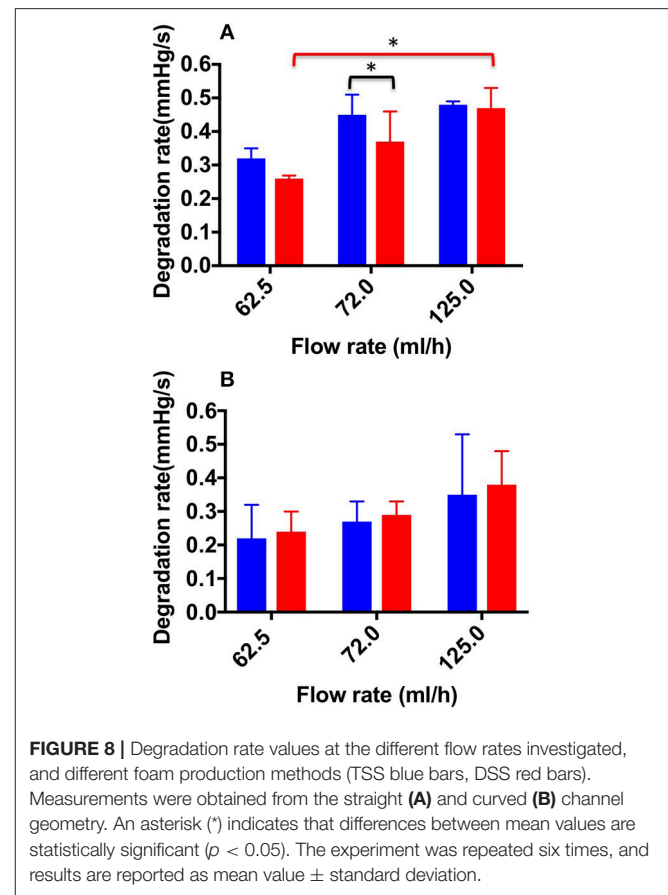 A
*
*
Degradation rate(mmHg/s)
0.6
0.5
0.4
0.3
0.2
0.1
0.0
62.5
72.0
125.0
Flow rate (ml/h)
B
Degradation rate(mmHg/s)
0.6
0.5
0.4
0.3
0.2
0.1
0.0
62.5
72.0
125.0
Flow rate (ml/h)
FIGURE 8 | Degradation rate values at the different flow rates investigated,
and different foam production methods (TSS blue bars, DSS red bars).
Measurements were obtained from the straight (A) and curved (B) channel
geometry. An asterisk (*) indicates that differences between mean values are
statistically significant (p < 0.05). The experiment was repeated six times, and
results are reported as mean value ± standard deviation.